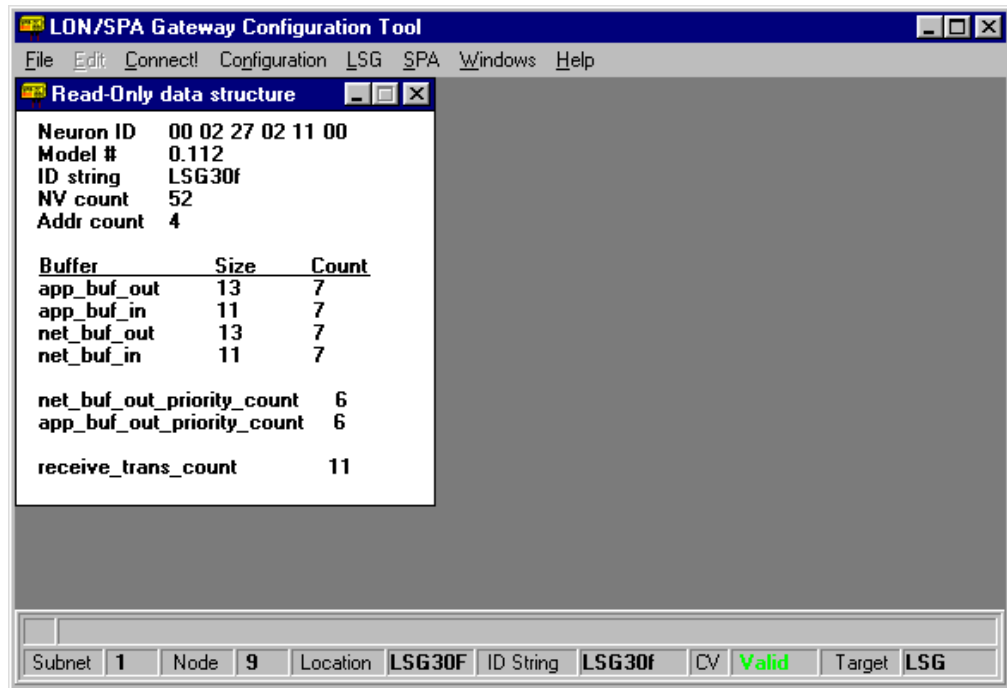 LON/SPA Gateway Configuration Tool
File Edit Connect! Configuration LSG SPA Windows Help
Read-Only data structure
Neuron ID 00 02 27 02 11 00
Model # 0.112
ID string LSG30f
NV count 52
Addr count 4
Buffer Size Count
app_buf_out 13 7
app_buf_in 11 7
net_buf_out 13 7
net_buf_in 11 7
net_buf_out_priority_count 6
app_buf_out_priority_count 6
receive_trans_count 11
Subnet 1 Node 9 Location LSG30F ID String LSG30f CV Valid Target LSG